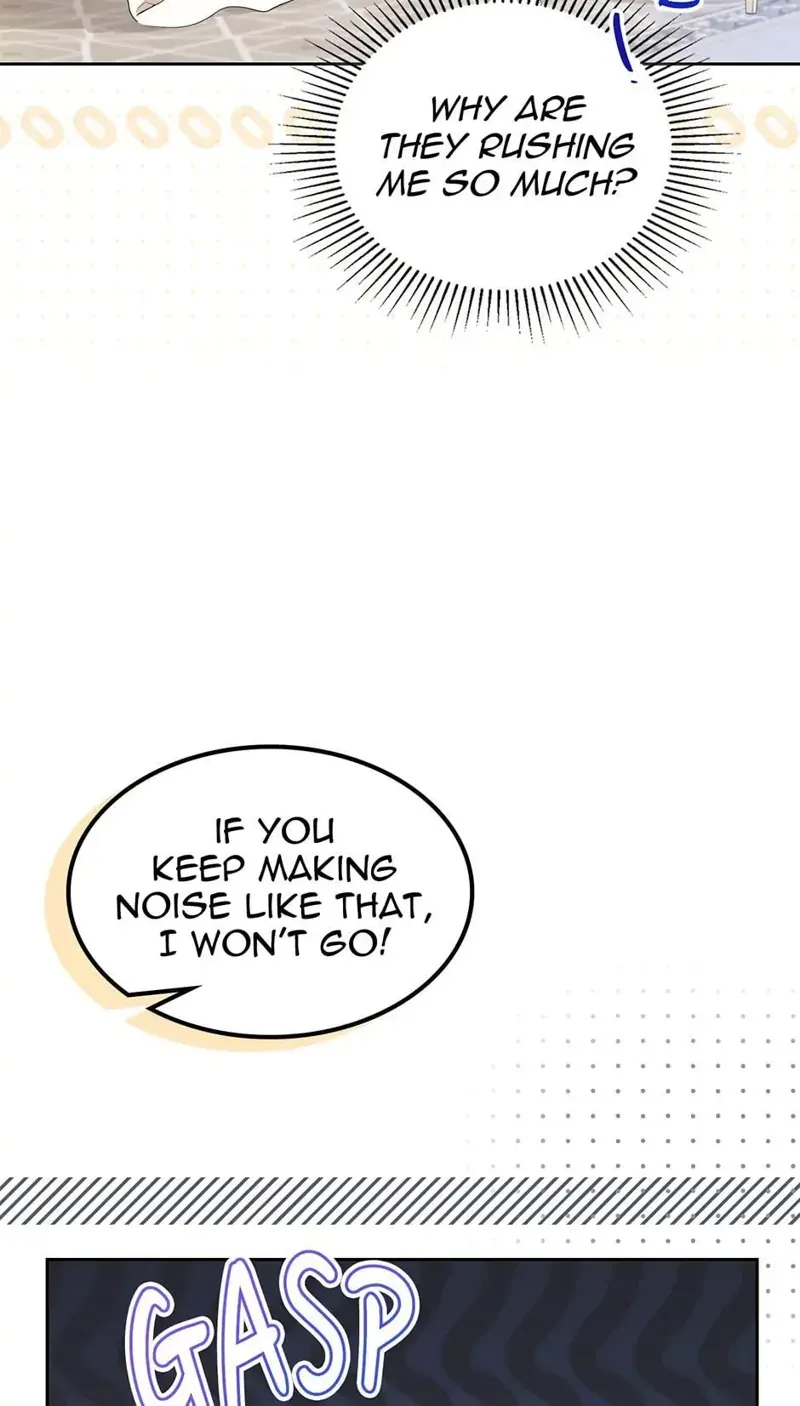 WHY ARE
THEY RUSHING
ME SO MUCH?
IF YOU
KEEP MAKING
NOISE LIKE THAT,
I WON'T GO!
GASP